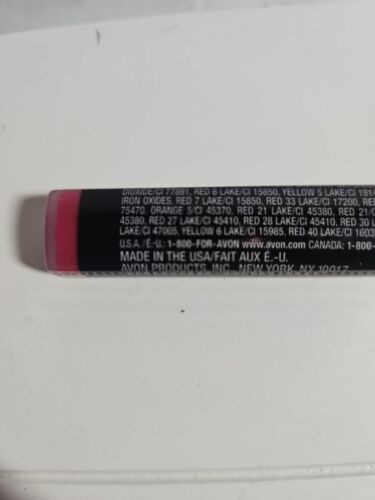 DIOXIDE/CI 77891, RED 6 LAKE/CI 15850, YELLOW 5 LAKE/CI 1914
IRON OXIDES, RED 7 LAKE/CI 15850, RED 33 LAKE/CI 17200,
75470, ORANGE 5/CI 45370, RED 21 LAKE/CI 45380, RED 21/C
45380, RED 27 LAKE/CI 45410, RED 28 LAKE/CI 45410, RED 30 L
CI 47005, YELLOW 6 LAKE/CI 15985, RED 40 LAKE/CI 1603
U.S.A./É.-U.: 1-800-FOR-AVON www.avon.com CANADA: 1-800-
MADE IN THE USA/FAIT AUX É.-U.
AVON PRODUCTS, INC., NEW YORK, NY 10017